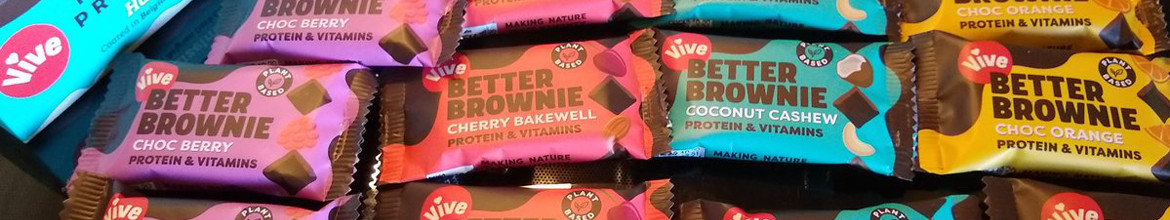 PR
Coated in Belgi
Vive
BROWNIE
CHOC BERRY
PROTEIN & VITAMINS
MAKING NATURE
CHOC ORANGE
PROTEIN & VITAMINS
Vive
PLANT BASED
BETTER
BROWNIE
CHOC BERRY
PROTEIN & VITAMINS
Vive
PLANT BASED
BETTER
BROWNIE
CHERRY BAKEWELL
PROTEIN & VITAMINS
MAKING NATURE
Vive
PLANT BASED
BETTER
BROWNIE
COCONUT CASHEW
PROTEIN & VITAMINS
MAKING NATURE
Vive
PLANT BASED
BETTER
BROWNIE
CHOC ORANGE
PROTEIN & VITAMINS
Vive
PLANT
Vive
PLANT
BASED
Vive
PLANT
Vive
PLANT